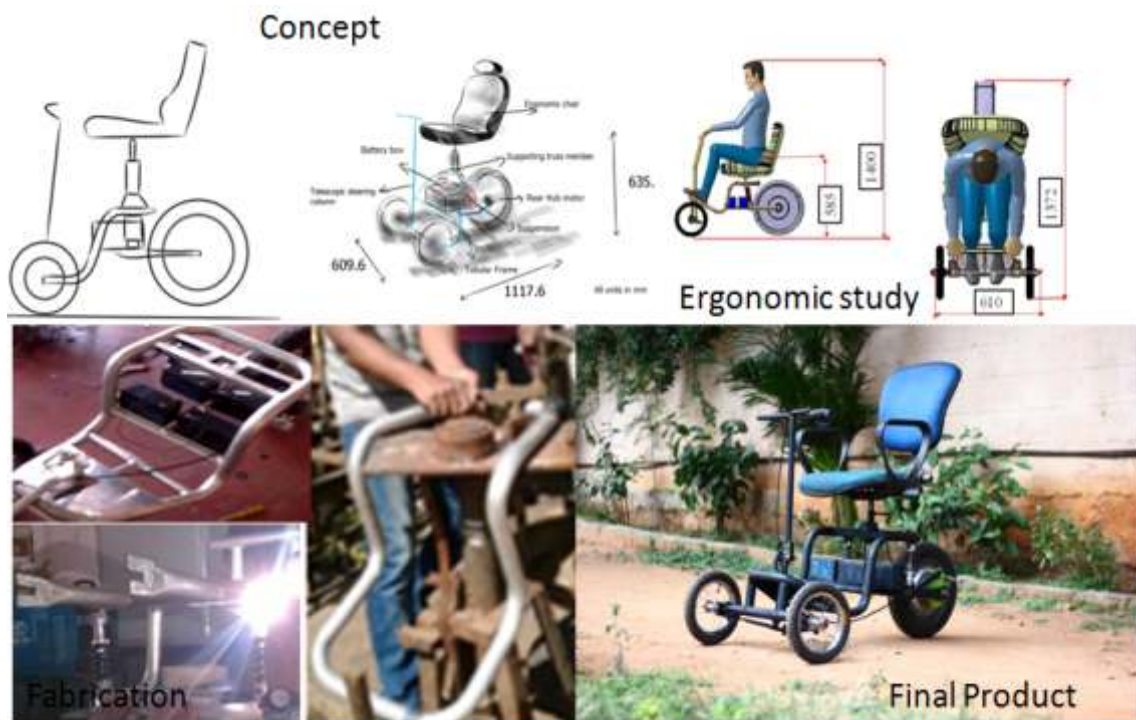 Concept
Ergonomic chair
Battery box
Supporting truss member
Telescope steering
column
Rear Hub motor
Suspension
Tubular Frame
635.
609.6
1117.6
All units in mm
585
1400
1372
610
Ergonomic study
Fabrication
Final Product